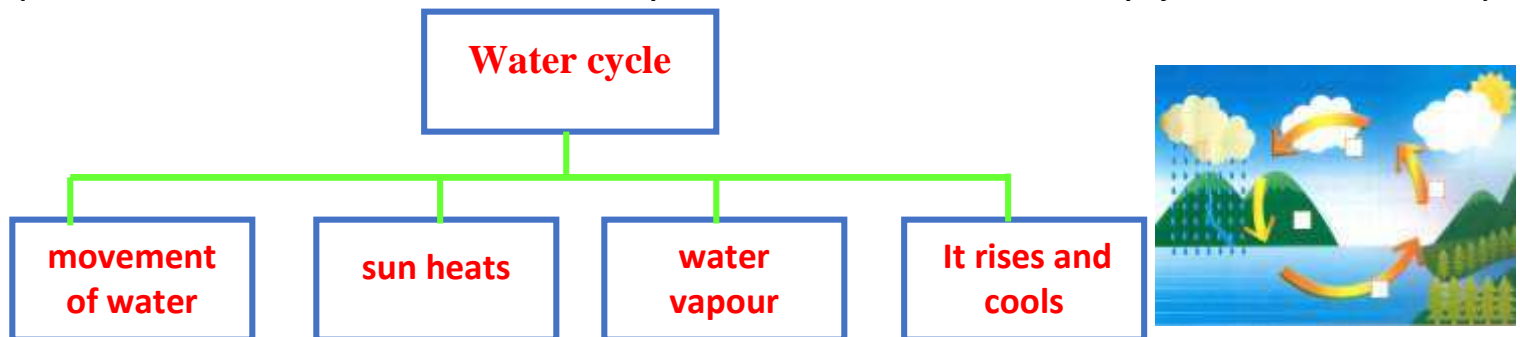 Water cycle
movement
of water
sun heats
water
vapour
It rises and
cools